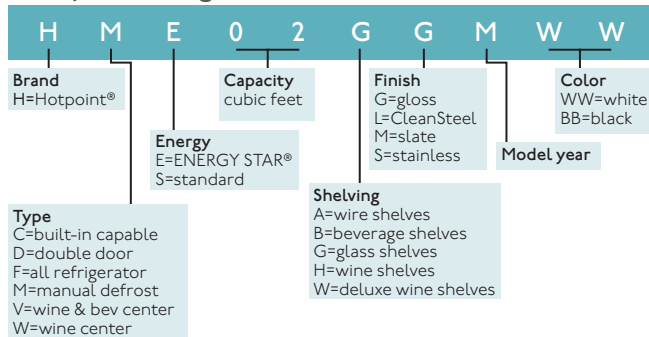 H M E 0 2 G G M W W
Brand
H=Hotpoint®
Capacity
cubic feet
Finish
G=gloss
L=CleanSteel
M=slate
S=stainless
Color
WW=white
BB=black
Energy
E=ENERGY STAR®
S=standard
Model year
Type
C=built-in capable
D=double door
F=all refrigerator
M=manual defrost
V=wine & bev center
W=wine center
Shelving
A=wire shelves
B=beverage shelves
G=glass shelves
H=wine shelves
W=deluxe wine shelves